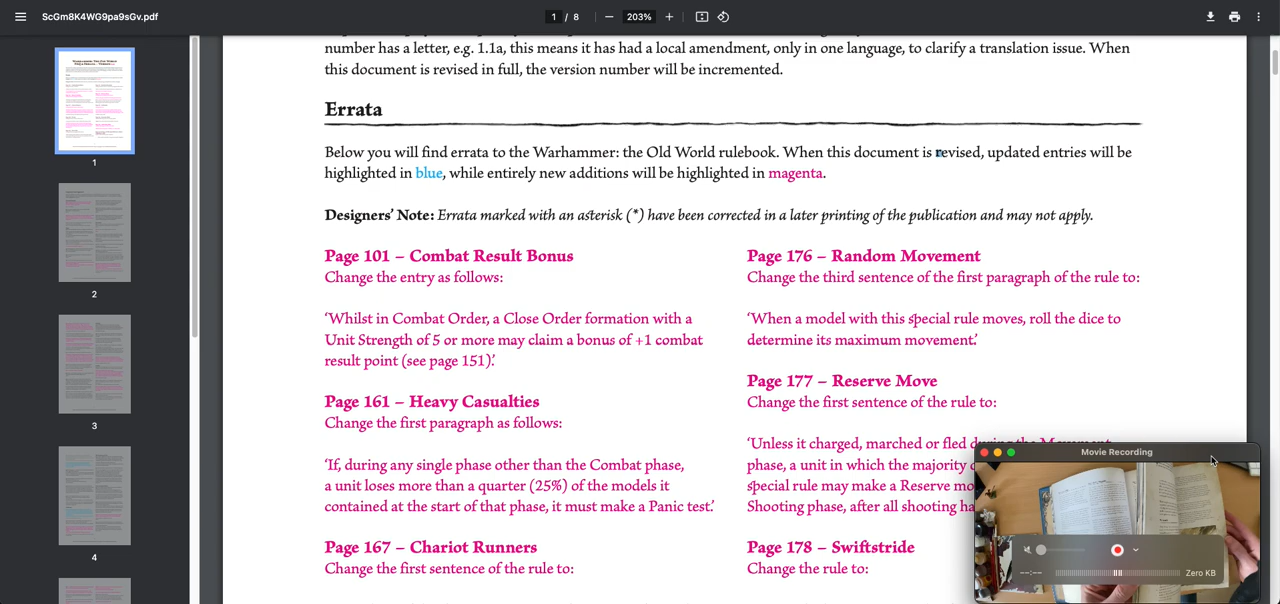 ScGm8K4WG9pa9sGv.pdf
1 / 8
203%
number has a letter, e.g. 1.1a, this means it has had a local amendment, only in one language, to clarify a translation issue. When
the document is revised in full, the version number will be incremented.
Errata
Below you will find errata to the Warhammer: the Old World rulebook. When this document is revised, updated entries will be
highlighted in blue, while entirely new additions will be highlighted in magenta.
Designers' Note: Errata marked with an asterisk (*) have been corrected in a later printing of the publication and may not apply.
Page 101 – Combat Result Bonus
Change the entry as follows:
‘Whilst in Combat Order, a Close Order formation with a
Unit Strength of 5 or more may claim a bonus of +1 combat
result point (see page 151).’
Page 161 – Heavy Casualties
Change the first paragraph as follows:
‘If, during any single phase other than the Combat phase,
a unit loses more than a quarter (25%) of the models it
contained at the start of that phase, it must make a Panic test.’
Page 167 – Chariot Runners
Change the first sentence of the rule to:
Page 176 – Random Movement
Change the third sentence of the first paragraph of the rule to:
‘When a model with this special rule moves, roll the dice to
determine its maximum movement.’
Page 177 – Reserve Move
Change the first sentence of the rule to:
‘Unless it charged, marched or fled during the Movement
phase, a unit in which the majority
special rule may make a Reserve
Shooting phase, after all shooting
Page 178 – Swiftstride
Change the rule to:
1
2
3
4
Movie Recording
--:--
Zero KB